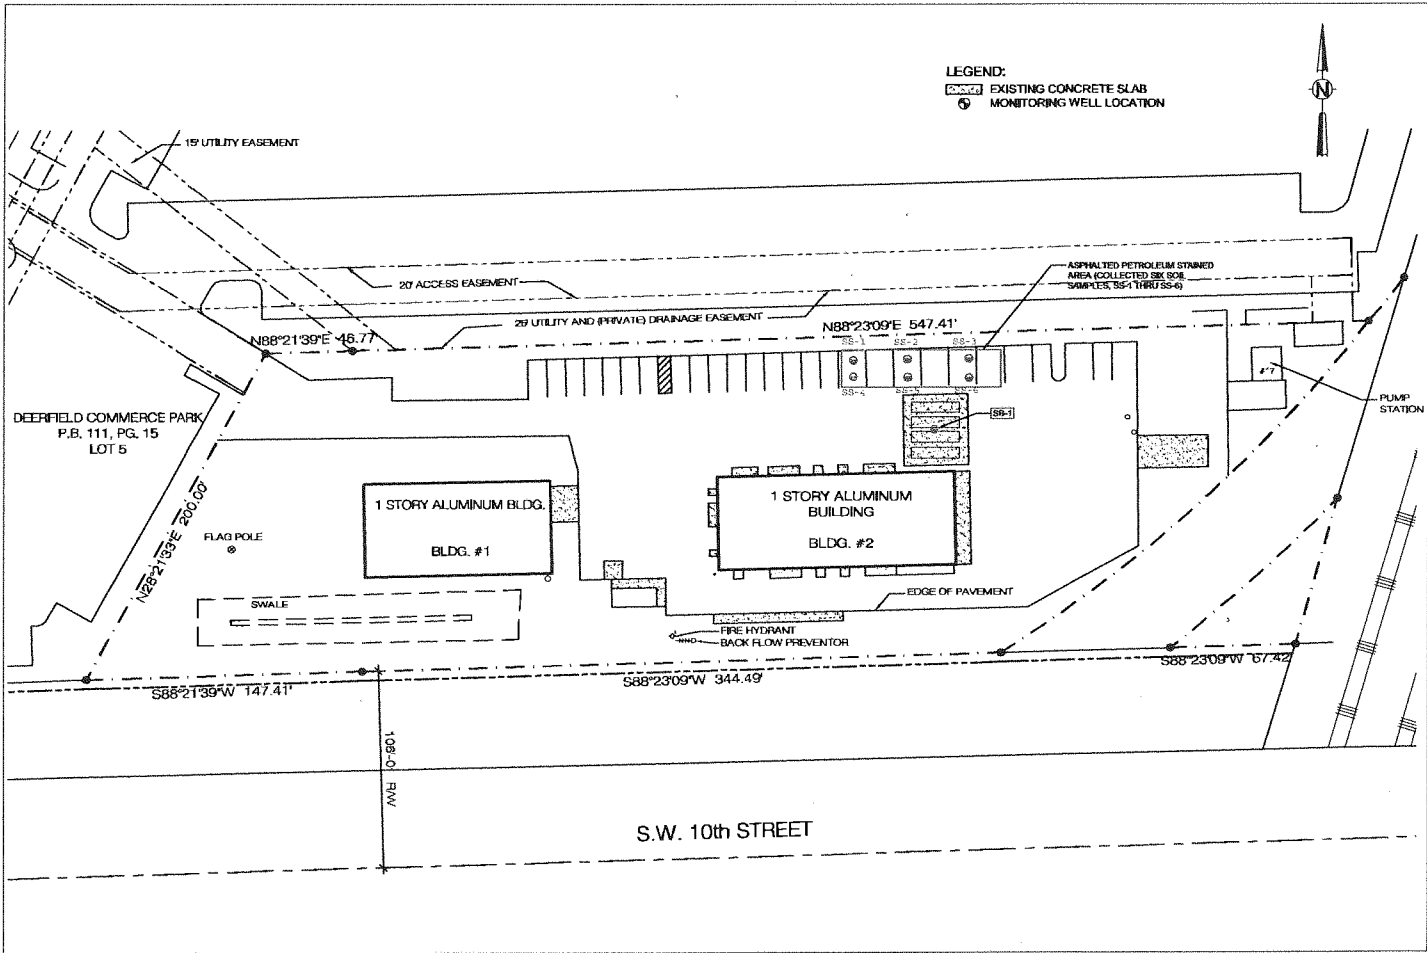 LEGEND:
EXISTING CONCRETE SLAB
MONITORING WELL LOCATION
N
15' UTILITY EASEMENT
20' ACCESS EASEMENT
ASPHALTED PETROLEUM STAINED
AREA (COLLECTED SIX SOIL
SAMPLES, SS-1 THRU SS-6)
25' UTILITY AND (PRIVATE) DRAINAGE EASEMENT
N88°21'39"E 46.77'
N88°23'09"E 547.41'
SS-1
SS-2
SS-3
SS-4
SS-5
SS-6
#17
PUMP
STATION
DEERFIELD COMMERCE PARK
P.B. 111, PG. 15
LOT 5
SB-1
N28°21'33"E 200.00'
1 STORY ALUMINUM BLDG.
BLDG. #1
1 STORY ALUMINUM
BUILDING
BLDG. #2
FLAG POLE
SWALE
EDGE OF PAVEMENT
FIRE HYDRANT
BACK FLOW PREVENTOR
S88°21'39"W 147.41'
S88°23'09"W 344.49'
S88°23'09"W 67.42'
106'-0" R/W
S.W. 10th STREET